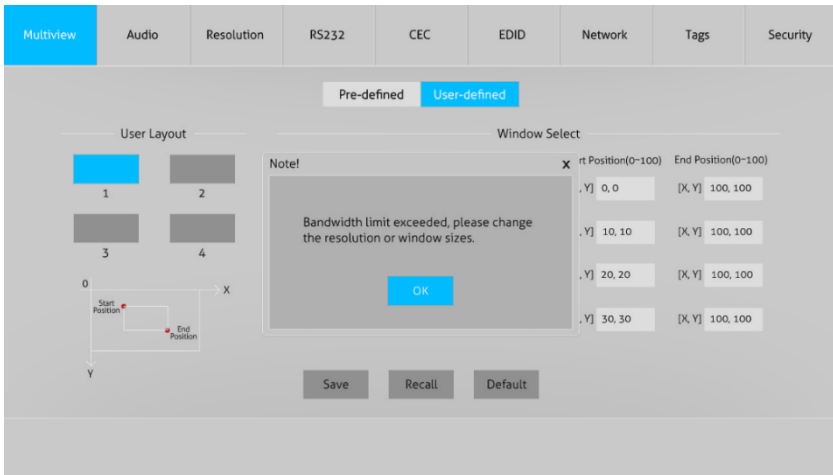 Multiview Audio Resolution RS232 CEC EDID Network Tags Security
Pre-defined User-defined
User Layout Window Select
Note! x
rt Position(0~100) End Position(0~100)
1 2
, Y] 0, 0 [X, Y] 100, 100
Bandwidth limit exceeded, please change
the resolution or window sizes.
, Y] 10, 10 [X, Y] 100, 100
3 4
OK
, Y] 20, 20 [X, Y] 100, 100
0 X
Start
Position
End
Position
, Y] 30, 30 [X, Y] 100, 100
Y
Save Recall Default